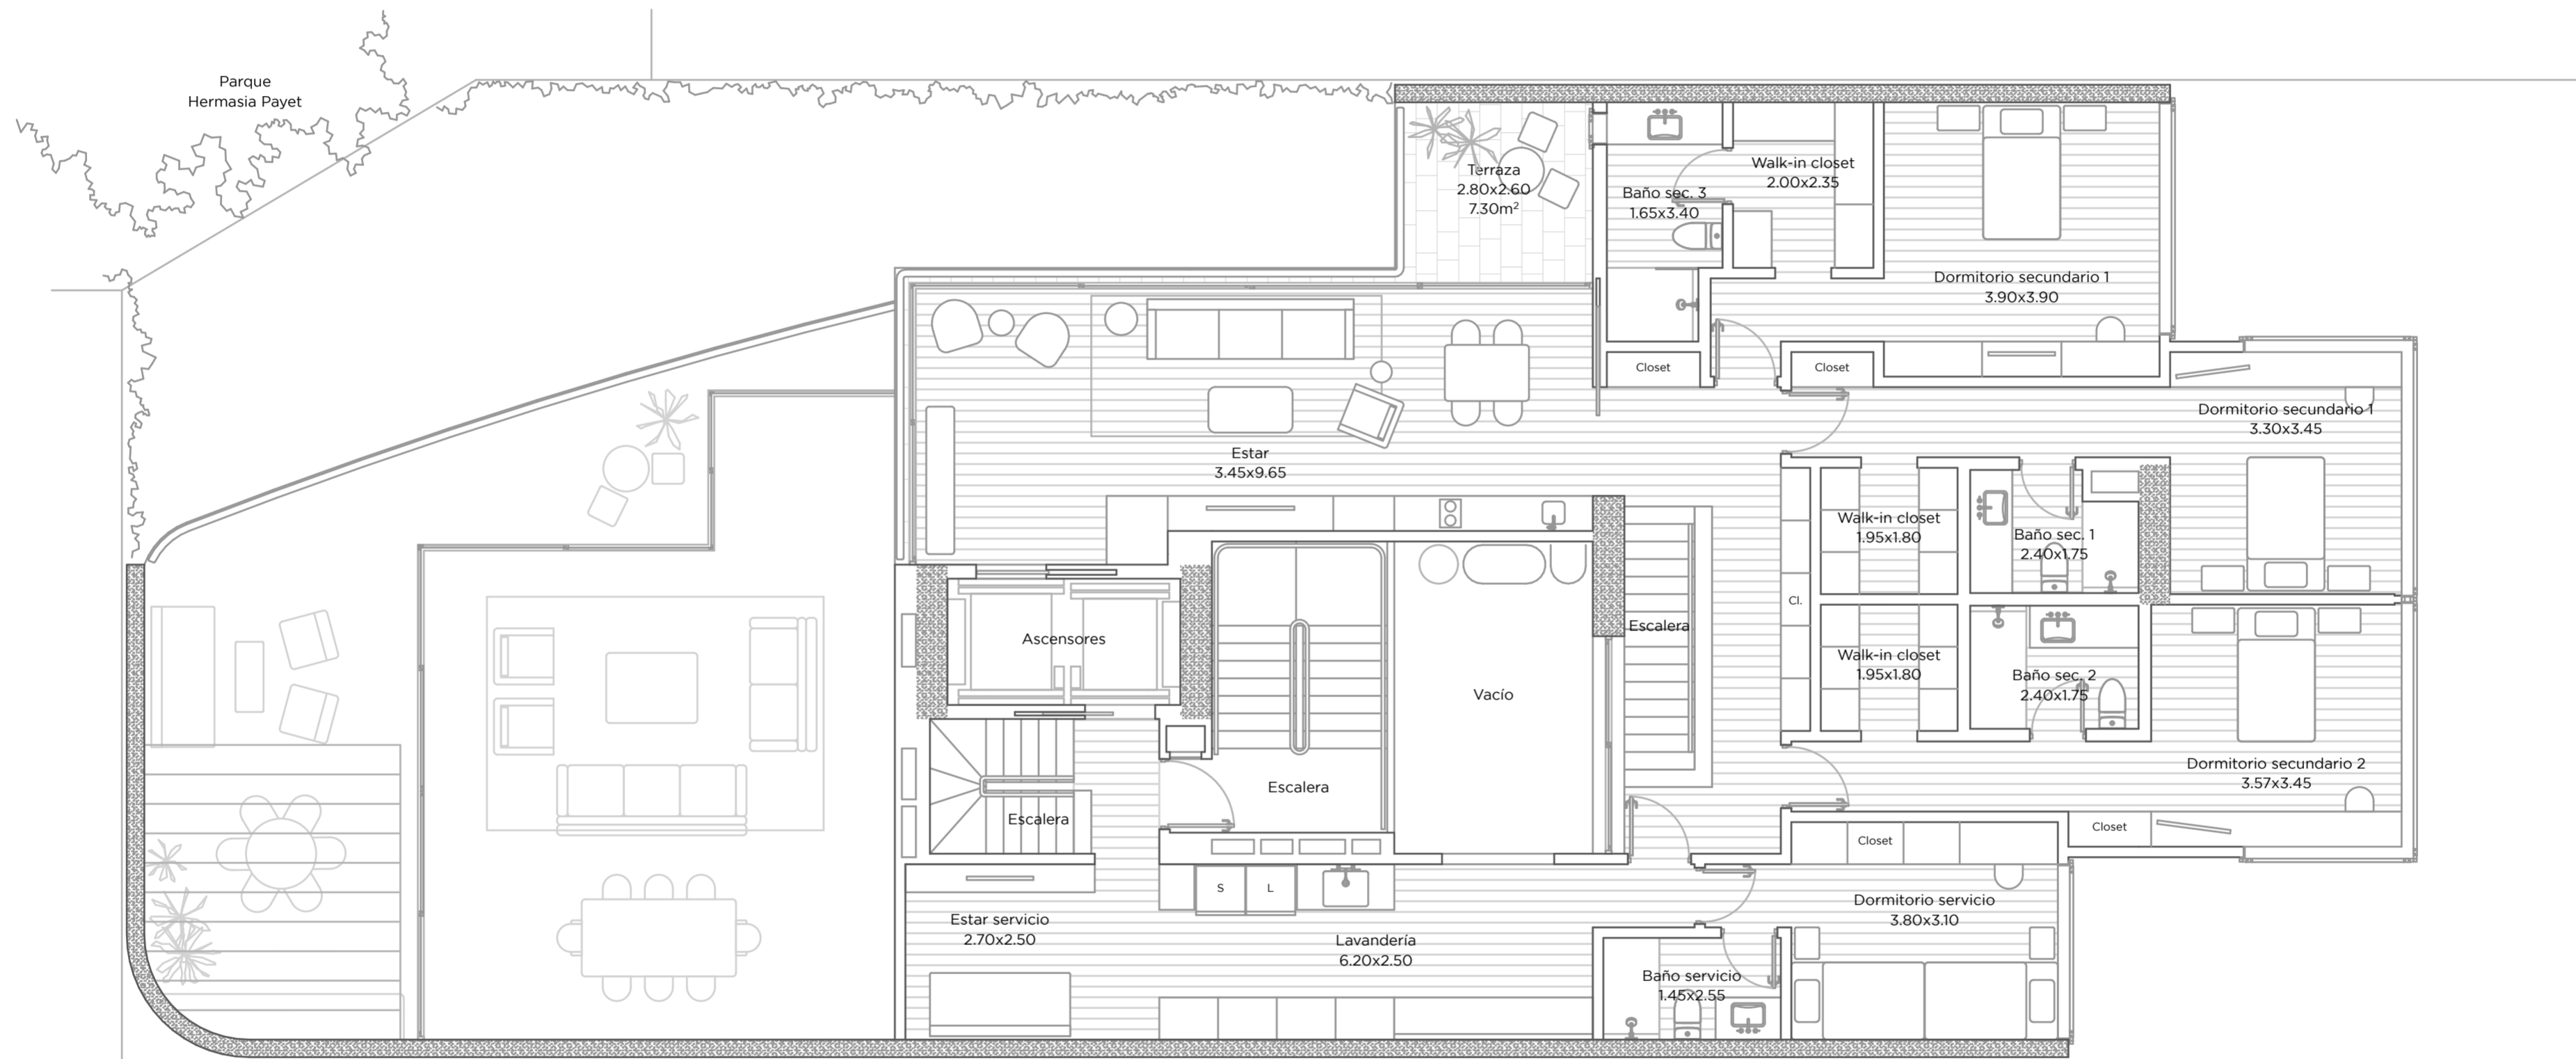 Parque
Hermasia Payet
Terraza
2.80x2.60
7.30m²
Baño sec. 3
1.65x3.40
Walk-in closet
2.00x2.35
Dormitorio secundario 1
3.90x3.90
Closet
Closet
Dormitorio secundario 1
3.30x3.45
Estar
3.45x9.65
Walk-in closet
1.95x1.80
Baño sec. 1
2.40x1.75
Cl.
Ascensores
Escalera
Vacío
Walk-in closet
1.95x1.80
Baño sec. 2
2.40x1.75
Dormitorio secundario 2
3.57x3.45
Escalera
Escalera
Closet
Closet
S
L
Estar servicio
2.70x2.50
Lavandería
6.20x2.50
Dormitorio servicio
3.80x3.10
Baño servicio
1.45x2.55